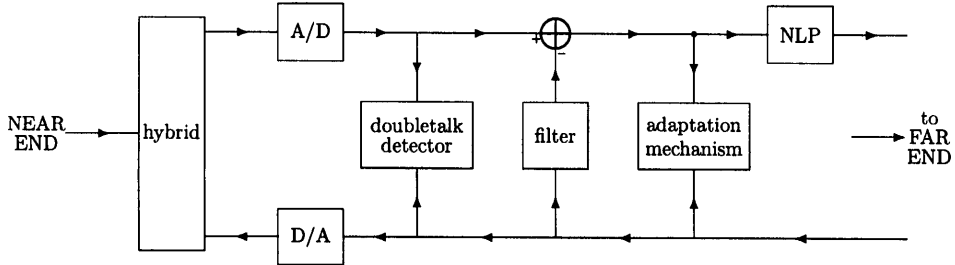 A/D
+
−
NLP
NEAR
END
hybrid
doubletalk
detector
filter
adaptation
mechanism
to
FAR
END
D/A